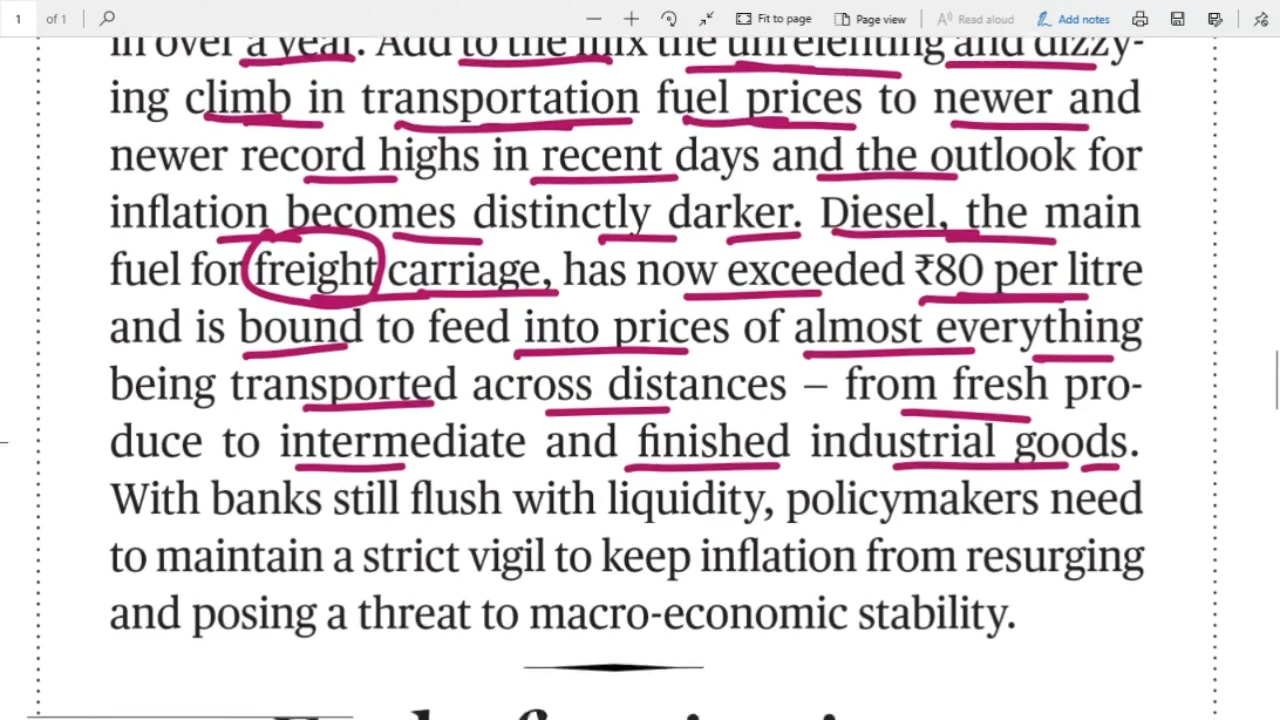 1 of 1 Fit to page Page view Read aloud Add notes
in over a year. Add to the mix the unrelenting and dizzy-
ing climb in transportation fuel prices to newer and
newer record highs in recent days and the outlook for
inflation becomes distinctly darker. Diesel, the main
fuel for freight carriage, has now exceeded ₹80 per litre
and is bound to feed into prices of almost everything
being transported across distances – from fresh pro-
duce to intermediate and finished industrial goods.
With banks still flush with liquidity, policymakers need
to maintain a strict vigil to keep inflation from resurging
and posing a threat to macro-economic stability.